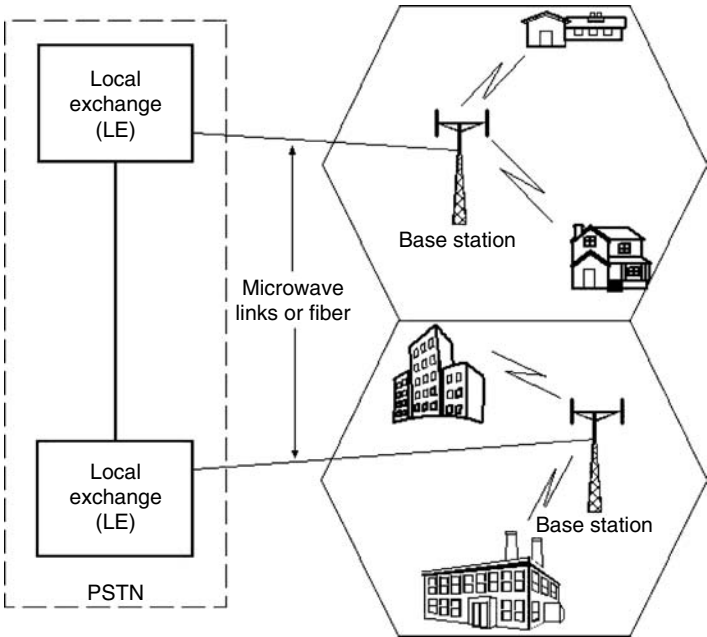 Local
exchange
(LE)
Base station
Microwave
links or fiber
Local
exchange
(LE)
Base station
PSTN